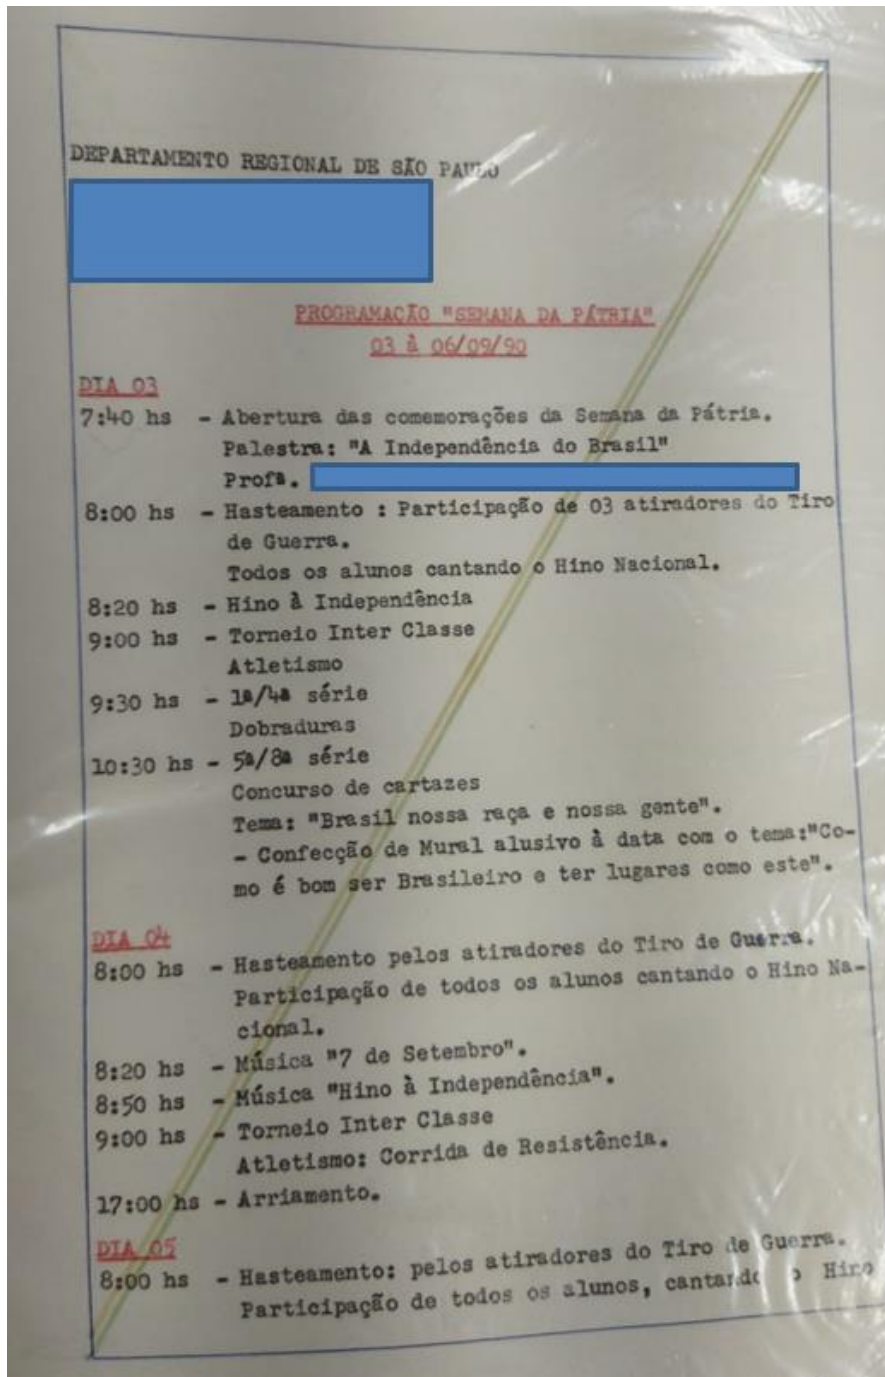 DEPARTAMENTO REGIONAL DE SÃO PAULO
PROGRAMAÇÃO "SEMANA DA PÁTRIA"
03 à 06/09/90
DIA 03
7:40 hs - Abertura das comemorações da Semana da Pátria.
Palestra: "A Independência do Brasil"
Profª.
8:00 hs - Hasteamento : Participação de 03 atiradores do Tiro
de Guerra.
Todos os alunos cantando o Hino Nacional.
8:20 hs - Hino à Independência
9:00 hs - Torneio Inter Classe
Atletismo
9:30 hs - 1ª/4ª série
Dobraduras
10:30 hs - 5ª/8ª série
Concurso de cartazes
Tema: "Brasil nossa raça e nossa gente".
- Confecção de Mural alusivo à data com o tema:"Co-
mo é bom ser Brasileiro e ter lugares como este".
DIA 04
8:00 hs - Hasteamento pelos atiradores do Tiro de Guerra.
Participação de todos os alunos cantando o Hino Na-
cional.
8:20 hs - Música "7 de Setembro".
8:50 hs - Música "Hino à Independência".
9:00 hs - Torneio Inter Classe
Atletismo: Corrida de Resistência.
17:00 hs - Arriamento.
DIA 05
8:00 hs - Hasteamento: pelos atiradores do Tiro de Guerra.
Participação de todos os alunos, cantando o Hino